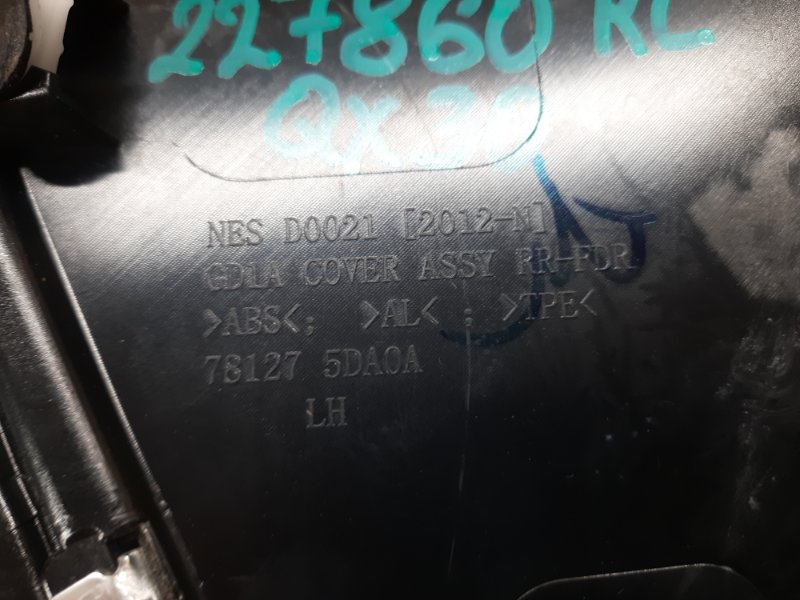 227860 RL
QX30
NES D0021 [2012-N]
GD1A COVER ASSY RR-FDR
>ABS<; >AL< ; >TPE<
78127 5DA0A
LH